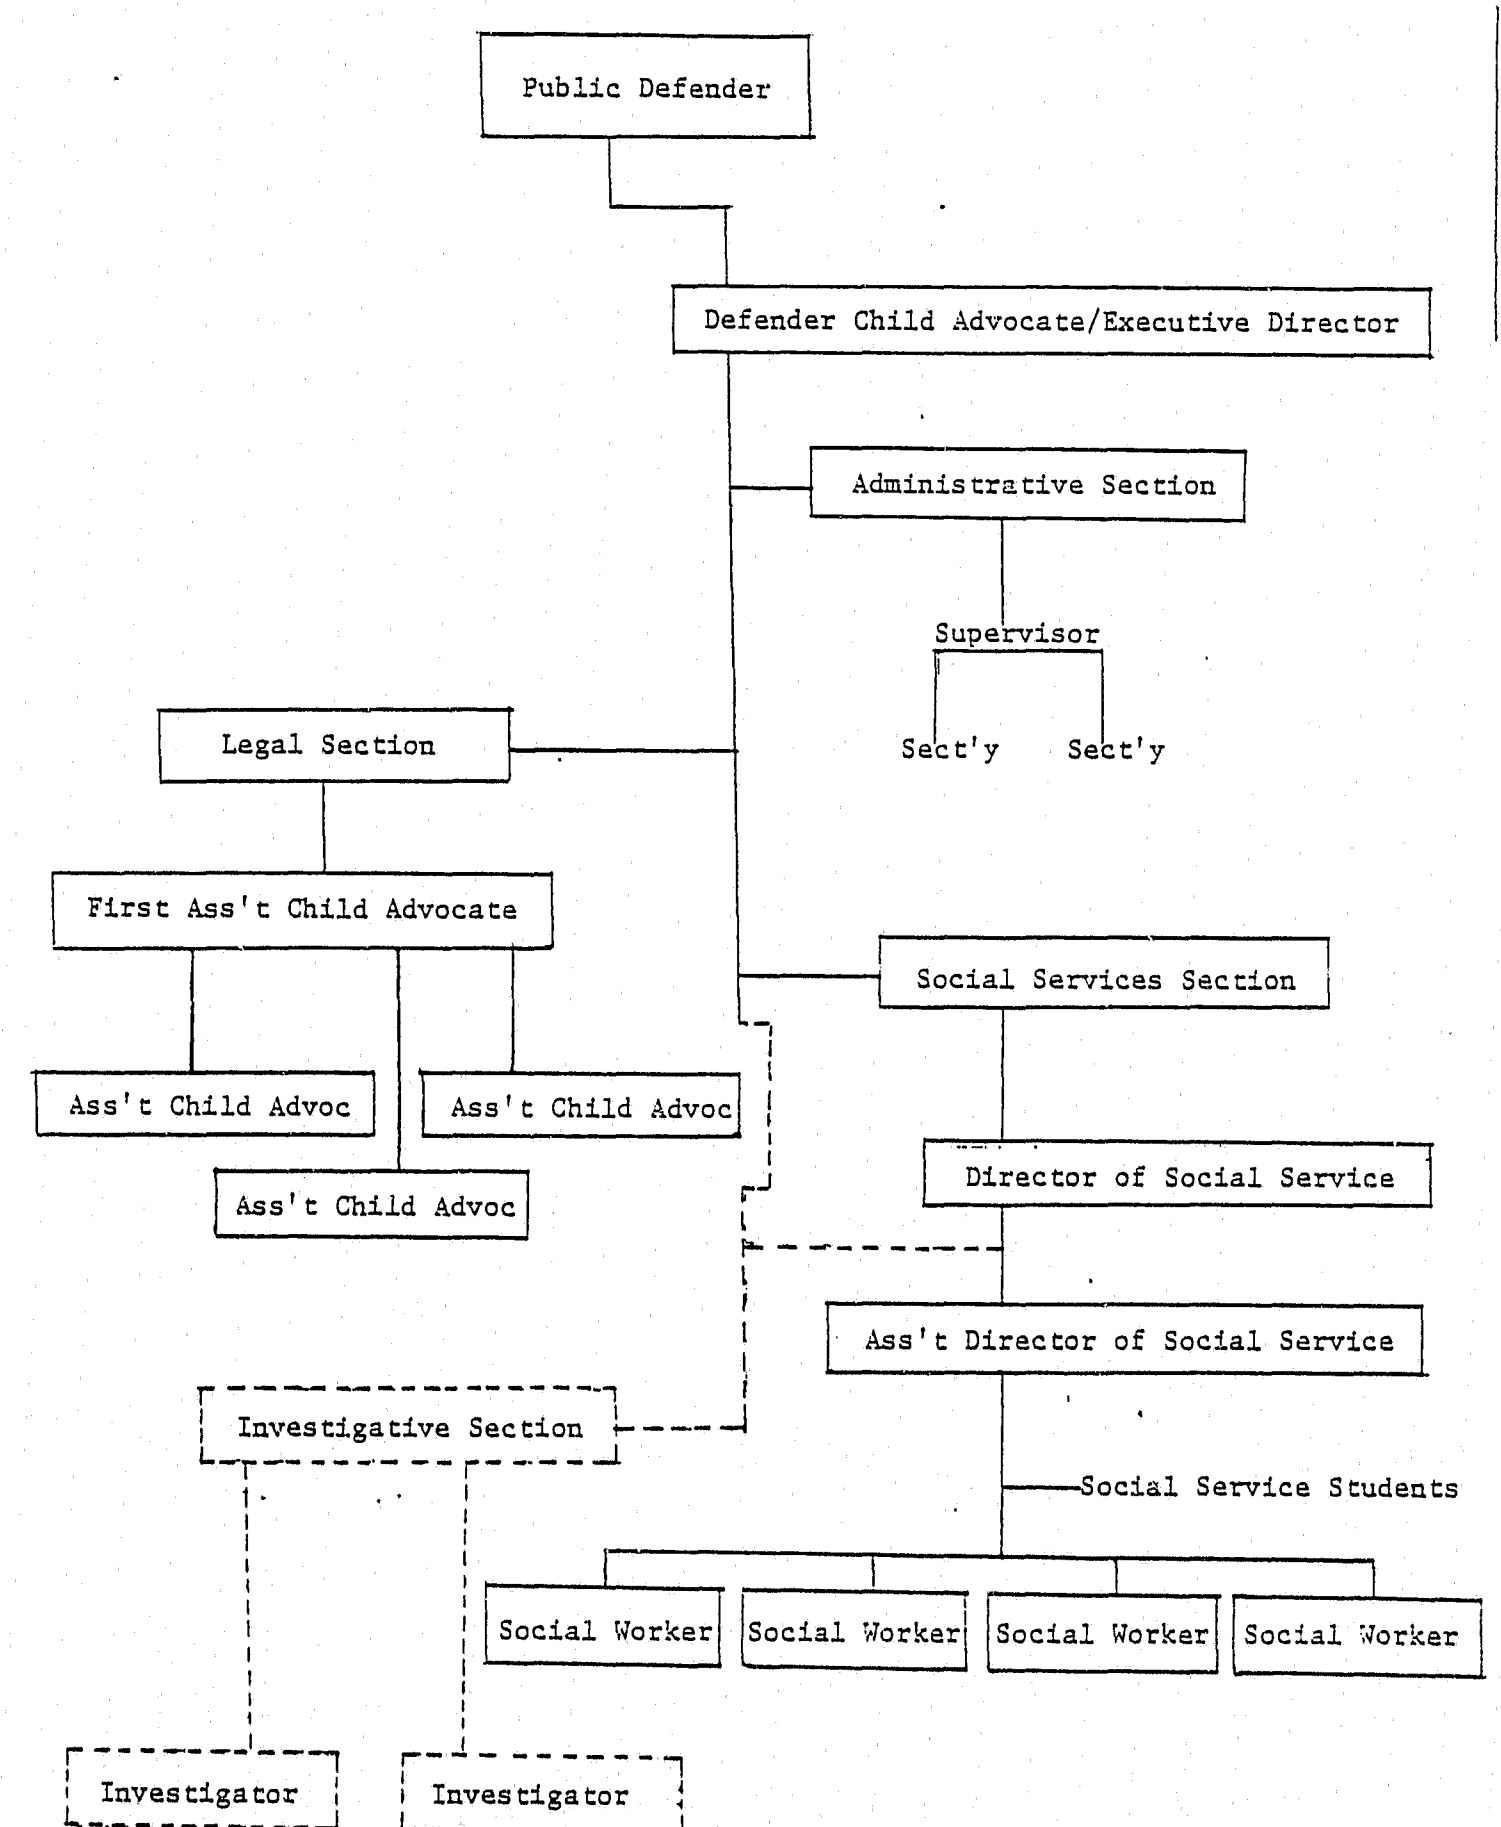 Public Defender
Defender Child Advocate/Executive Director
Administrative Section
Supervisor
Sect'y Sect'y
Legal Section
First Ass't Child Advocate
Social Services Section
Ass't Child Advoc Ass't Child Advoc
Director of Social Service
Ass't Child Advoc
Ass't Director of Social Service
Investigative Section
Social Service Students
Social Worker Social Worker Social Worker Social Worker
Investigator Investigator